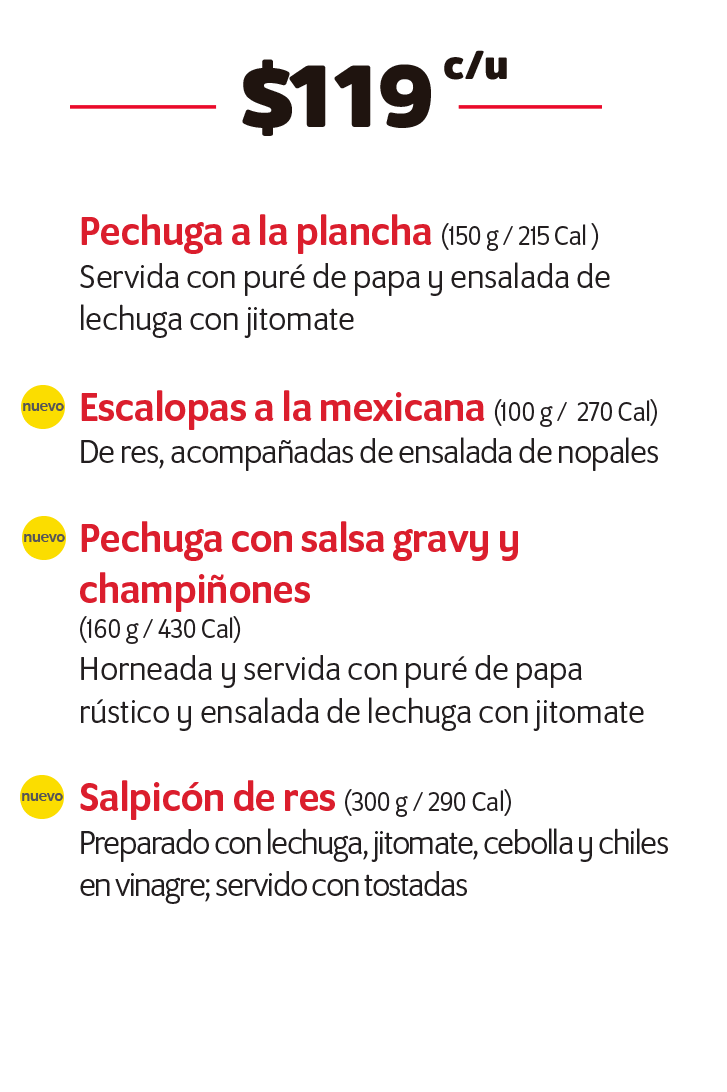 $119 c/u
Pechuga a la plancha (150 g / 215 Cal )
Servida con puré de papa y ensalada de
lechuga con jitomate
nuevo Escalopas a la mexicana (100 g / 270 Cal)
De res, acompañadas de ensalada de nopales
nuevo Pechuga con salsa gravy y
champiñones
(160 g / 430 Cal)
Horneada y servida con puré de papa
rústico y ensalada de lechuga con jitomate
nuevo Salpicón de res (300 g / 290 Cal)
Preparado con lechuga, jitomate, cebolla y chiles
en vinagre; servido con tostadas